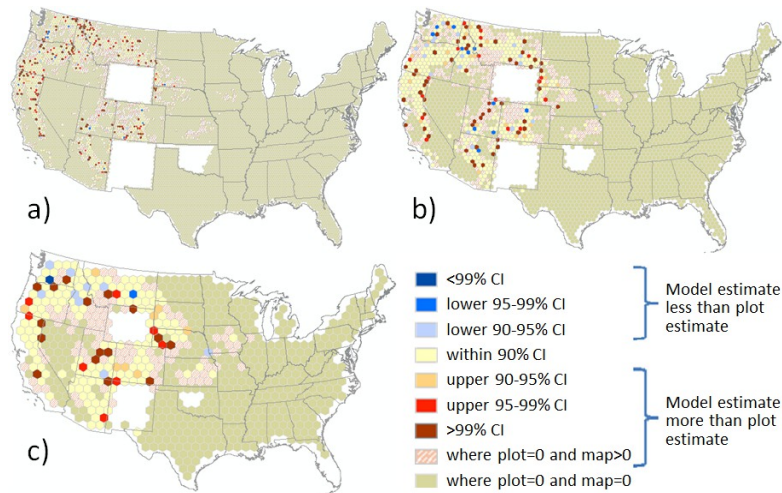 a)
b)
c)
<99% CI
lower 95-99% CI
lower 90-95% CI
within 90% CI
upper 90-95% CI
upper 95-99% CI
>99% CI
where plot=0 and map>0
where plot=0 and map=0
Model estimate
less than plot
estimate
Model estimate
more than plot
estimate